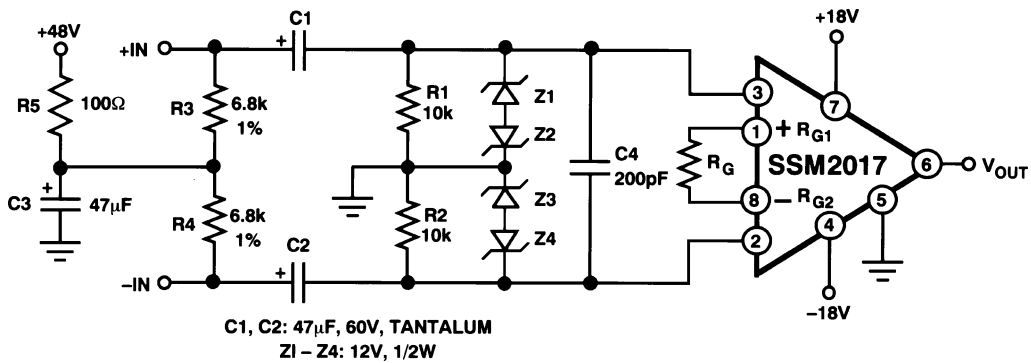 +48V
+IN
C1
+
+18V
R5
100Ω
R3
6.8k
1%
R1
10k
Z1
Z2
3
7
1
+ RG1
RG
SSM2017
6
VOUT
C4
200pF
+
C3
47μF
R4
6.8k
1%
R2
10k
Z3
Z4
8
– RG2
5
4
2
C2
+
–IN
–18V
C1, C2: 47μF, 60V, TANTALUM
ZI – Z4: 12V, 1/2W